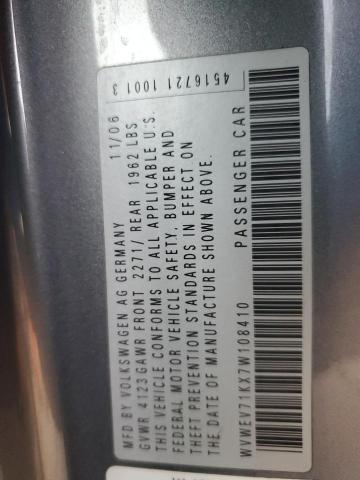 4516721 1001 3
MFD BY VOLKSWAGEN AG GERMANY 11/06
GVWR 4123 GAWR FRONT 2271/ REAR 1962 LBS
THIS VEHICLE CONFORMS TO ALL APPLICABLE U.S.
FEDERAL MOTOR VEHICLE SAFETY, BUMPER AND
THEFT PREVENTION STANDARDS IN EFFECT ON
THE DATE OF MANUFACTURE SHOWN ABOVE.
WVWEV71KX7W108410 PASSENGER CAR